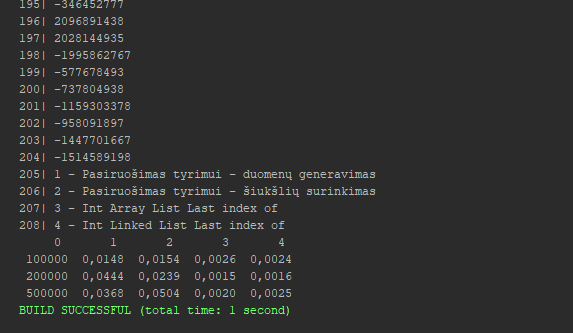 195| -346452777
196| 2096891438
197| 2028144935
198| -1995862767
199| -577678493
200| -737804938
201| -1159303378
202| -958091897
203| -1447701667
204| -1514589198
205| 1 - Pasiruošimas tyrimui - duomenų generavimas
206| 2 - Pasiruošimas tyrimui - šiukšlių surinkimas
207| 3 - Int Array List Last index of
208| 4 - Int Linked List Last index of
0 1 2 3 4
100000 0,0148 0,0154 0,0026 0,0024
200000 0,0444 0,0239 0,0015 0,0016
500000 0,0368 0,0504 0,0020 0,0025
BUILD SUCCESSFUL (total time: 1 second)